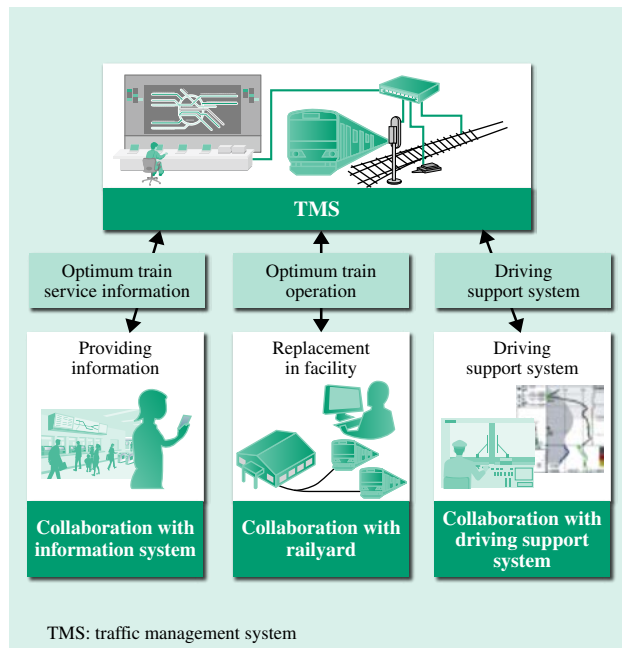 TMS
Optimum train
service information
Optimum train
operation
Driving
support system
Providing
information
Replacement
in facility
Driving
support system
Collaboration with
information system
Collaboration with
railyard
Collaboration with
driving support
system
TMS: traffic management system